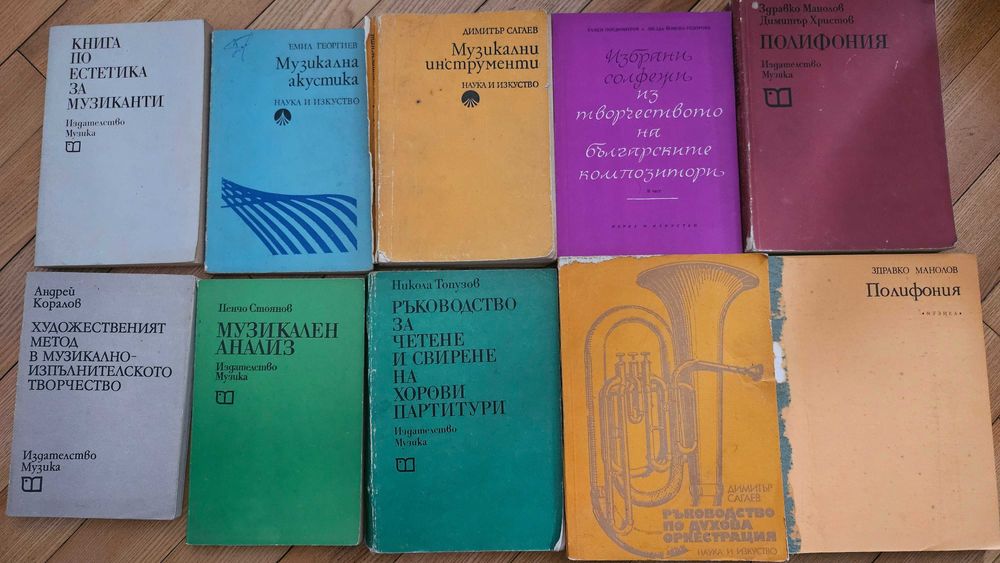 КНИГА
ПО
ЕСТЕТИКА
ЗА
МУЗИКАНТИ
Издателство
Музика
ЕМИЛ ГЕОРГИЕВ
Музикална
акустика
НАУКА И ИЗКУСТВО
ДИМИТЪР САГАЕВ
Музикални
инструменти
НАУКА И ИЗКУСТВО
Избрани
солфежи
из
творчеството
на
българските
композитори
II част
НАУКА И ИЗКУСТВО
Здравко Манолов
Димитър Христов
ПОЛИФОНИЯ
Издателство
Музика
Андрей
Коралов
ХУДОЖЕСТВЕНИЯТ
МЕТОД
В МУЗИКАЛНО-
ИЗПЪЛНИТЕЛСКОТО
ТВОРЧЕСТВО
Издателство
Музика
Пенчо Стоянов
МУЗИКАЛЕН
АНАЛИЗ
Издателство
Музика
Никола Топузов
РЪКОВОДСТВО
ЗА
ЧЕТЕНЕ
И СВИРЕНЕ
НА
ХОРОВИ
ПАРТИТУРИ
Издателство
Музика
ДИМИТЪР
САГАЕВ
РЪКОВОДСТВО
ПО ДУХОВА
ОРКЕСТРАЦИЯ
НАУКА И ИЗКУСТВО
ЗДРАВКО МАНОЛОВ
Полифония
•МУЗИКА•